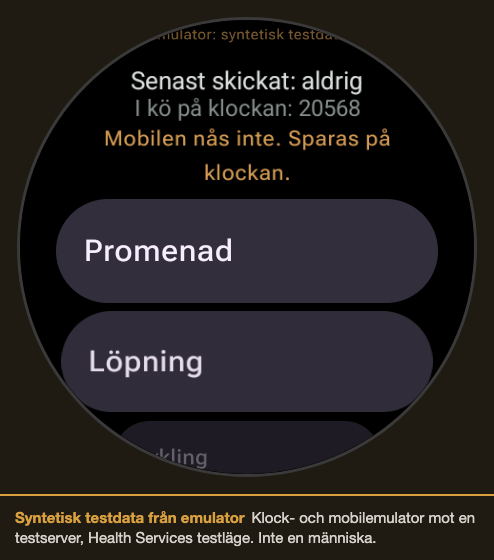 syntetisk
Senast skickat: aldrig
I kö på klockan: 20568
Mobilen nås inte. Sparas på
klockan.
Promenad
Löpning
Syntetisk testdata från emulator Klock- och mobilemulator mot en
testserver, Health Services testläge. Inte en människa.